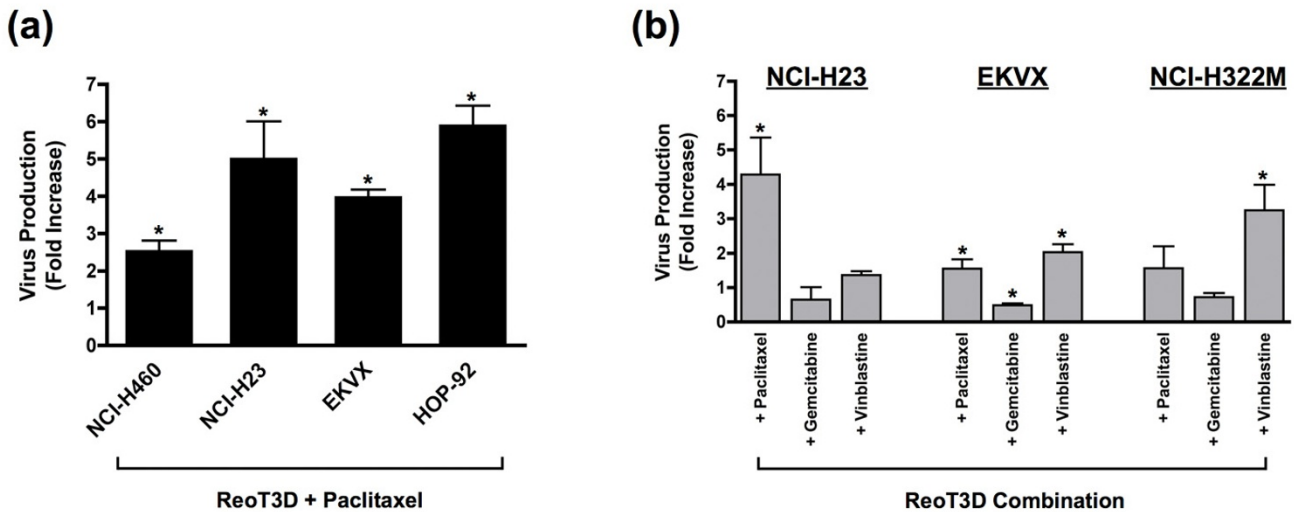 (a)
Virus Production
(Fold Increase)
7
6
5
4
3
2
1
0
*
*
*
*
NCI-H460
NCI-H23
EKVX
HOP-92
ReoT3D + Paclitaxel
(b)
NCI-H23
EKVX
NCI-H322M
Virus Production
(Fold Increase)
7
6
5
4
3
2
1
0
*
*
*
*
*
+ Paclitaxel
+ Gemcitabine
+ Vinblastine
+ Paclitaxel
+ Gemcitabine
+ Vinblastine
+ Paclitaxel
+ Gemcitabine
+ Vinblastine
ReoT3D Combination